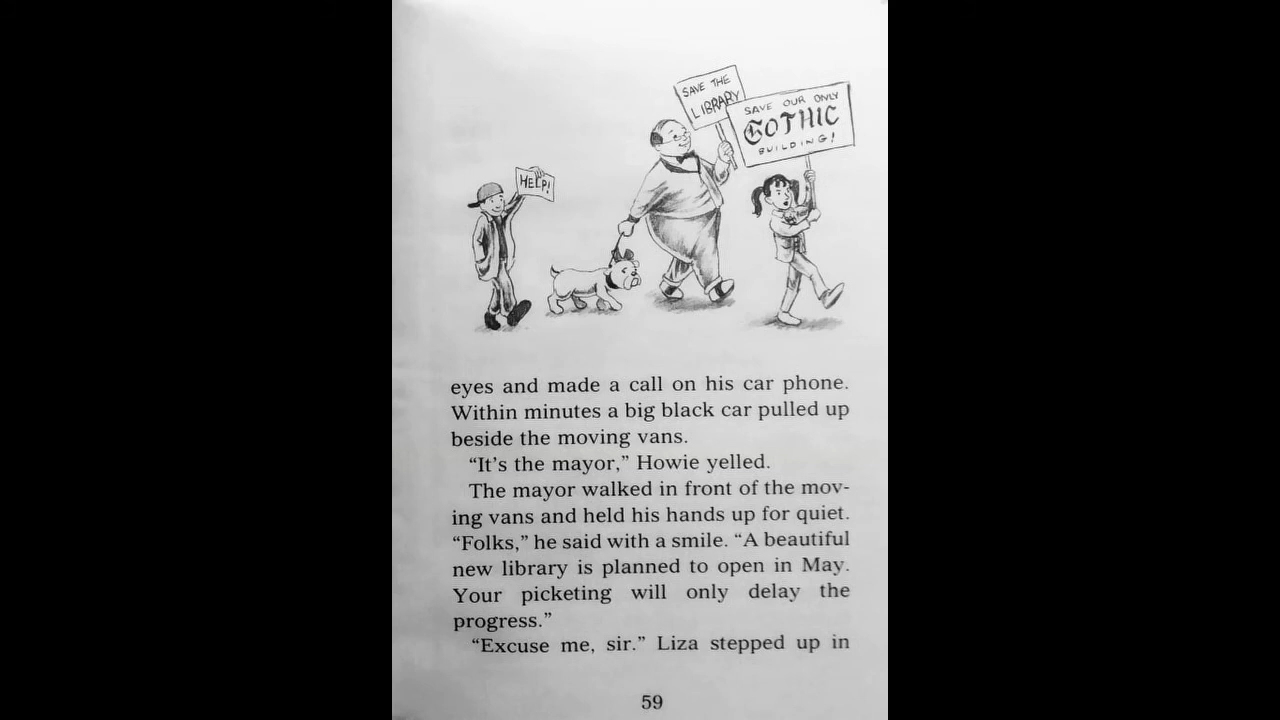 HELP!
SAVE THE
LIBRARY
SAVE OUR ONLY
GOTHIC
BUILDING!
eyes and made a call on his car phone.
Within minutes a big black car pulled up
beside the moving vans.
“It's the mayor,” Howie yelled.
The mayor walked in front of the mov-
ing vans and held his hands up for quiet.
“Folks,” he said with a smile. “A beautiful
new library is planned to open in May.
Your picketing will only delay the
progress.”
“Excuse me, sir.” Liza stepped up in
59